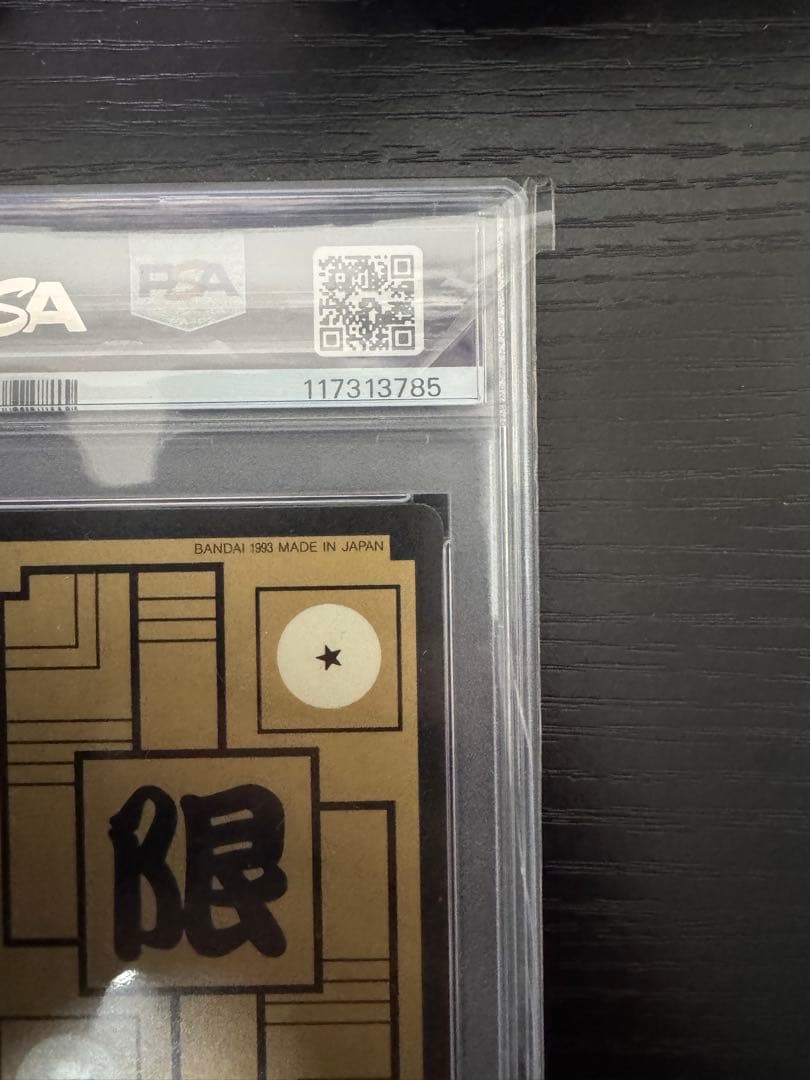 SA
PSA
117313785
BANDAI 1993 MADE IN JAPAN
限